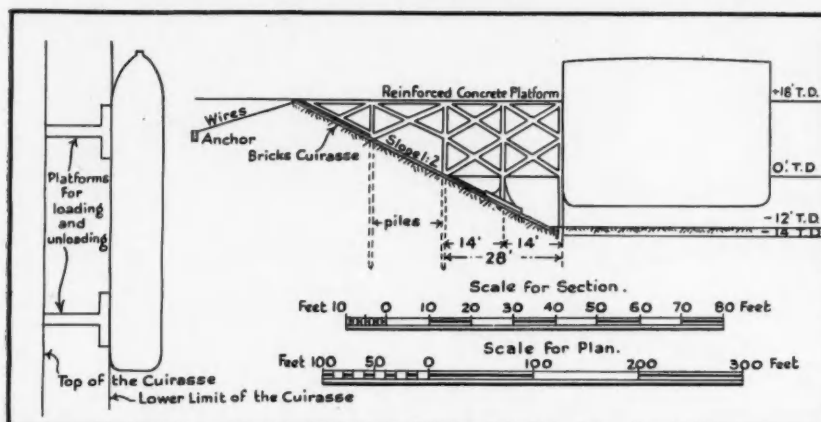 Reinforced Concrete Platform
+18' T.D.
Wires
Anchor
Bricks Cuirasse
Slope 1:2
Platforms
for
loading
and
unloading
0'. T.D
piles
-12' T.D.
-14 T.D.
14' 14'
28'
Scale for Section.
Feet 10 0 10 20 30 40 50 60 70 80 Feet
Scale for Plan.
Feet 100 50 0 100 200 300 Feet
Top of the Cuirasse
Lower Limit of the Cuirasse